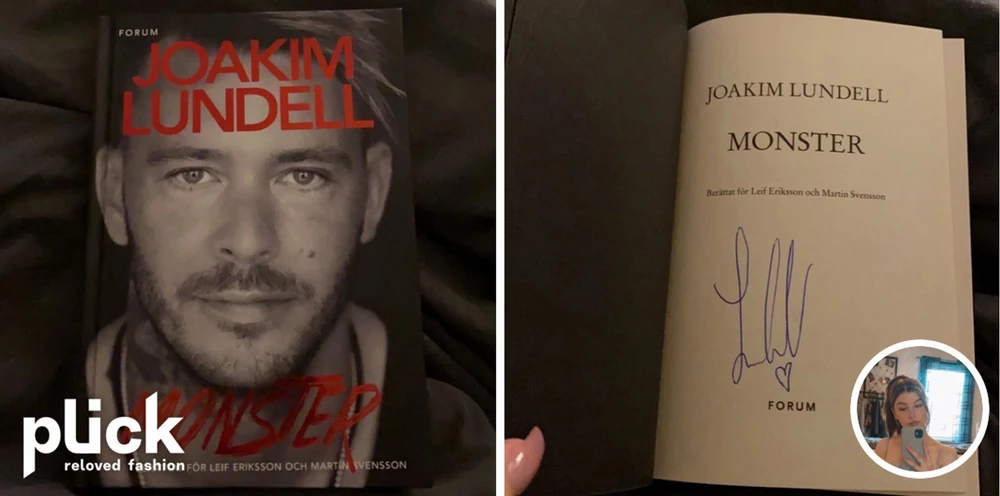 FORUM
JOAKIM
LUNDELL
MONSTER
FÖR LEIF ERIKSSON OCH MARTIN SVENSSON
plick
reloved fashion
JOAKIM LUNDELL
MONSTER
Berättat för Leif Eriksson och Martin Svensson
FORUM